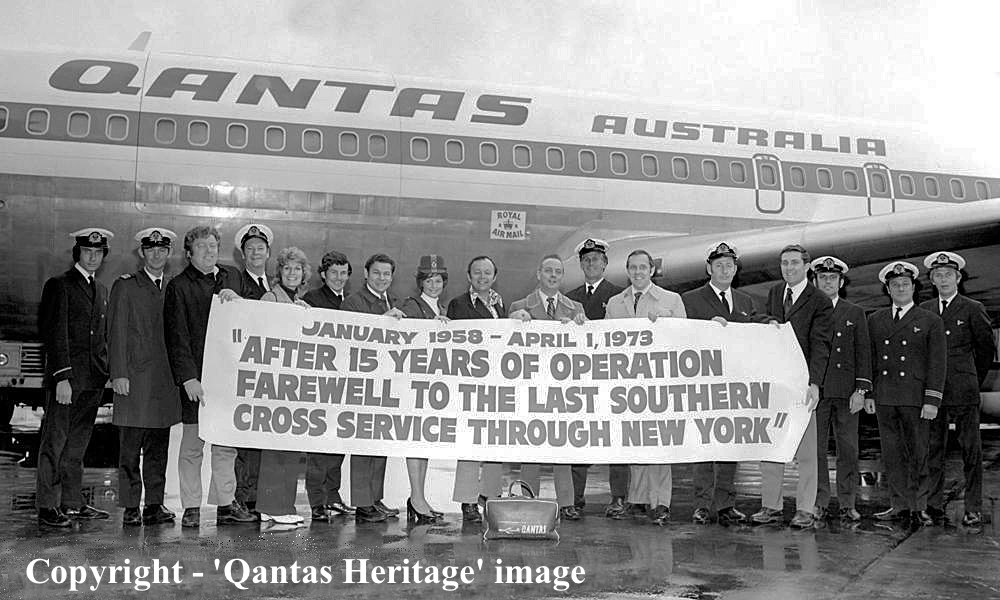 QANTAS AUSTRALIA
ROYAL
AIR MAIL
JANUARY 1958 - APRIL 1, 1973
"AFTER 15 YEARS OF OPERATION
FAREWELL TO THE LAST SOUTHERN
CROSS SERVICE THROUGH NEW YORK"
QANTAS
Copyright - 'Qantas Heritage' image